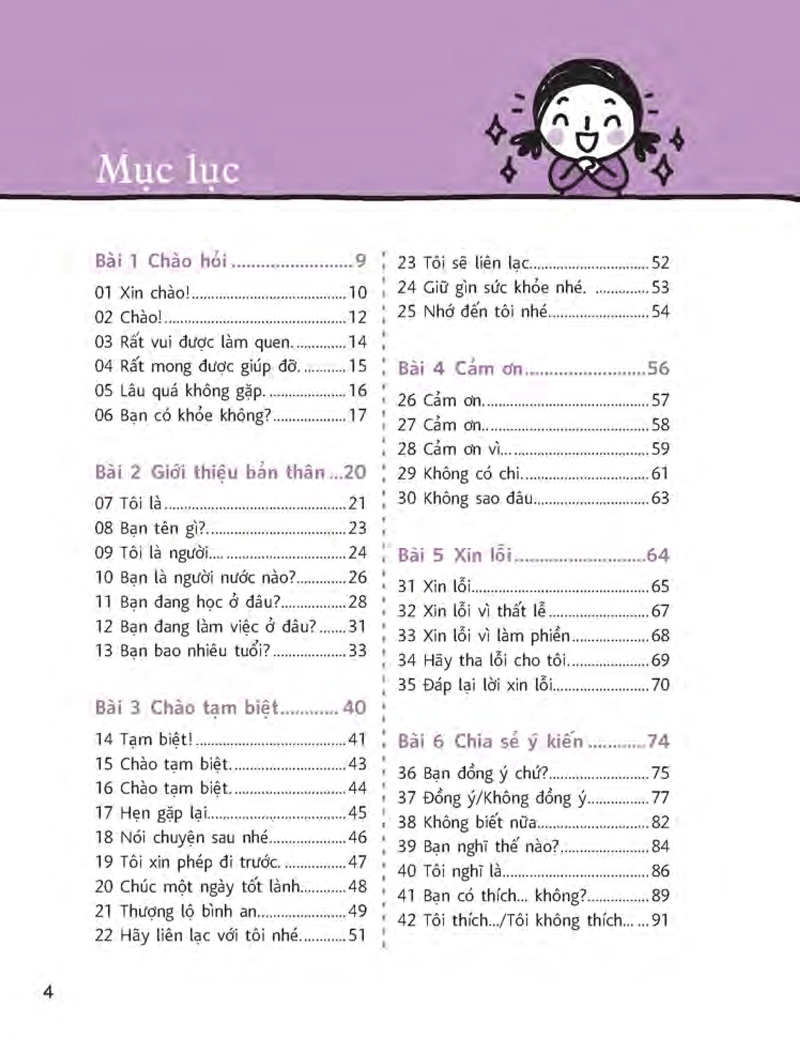 Mục lục
Bài 1 Chào hỏi........................9
01 Xin chào!.......................................10
02 Chào!..............................................12
03 Rất vui được làm quen.............14
04 Rất mong được giúp đỡ...........15
05 Lâu quá không gặp....................16
06 Bạn có khỏe không?..................17
Bài 2 Giới thiệu bản thân...20
07 Tôi là..............................................21
08 Bạn tên gì?...................................23
09 Tôi là người..................................24
10 Bạn là người nước nào?............26
11 Bạn đang học ở đâu?................28
12 Bạn đang làm việc ở đâu?.......31
13 Bạn bao nhiêu tuổi?...................33
Bài 3 Chào tạm biệt............40
14 Tạm biệt!......................................41
15 Chào tạm biệt.............................43
16 Chào tạm biệt.............................44
17 Hẹn gặp lại...................................45
18 Nói chuyện sau nhé...................46
19 Tôi xin phép đi trước. ...............47
20 Chúc một ngày tốt lành...........48
21 Thượng lộ bình an......................49
22 Hãy liên lạc với tôi nhé............51
23 Tôi sẽ liên lạc..............................52
24 Giữ gìn sức khỏe nhé. .............53
25 Nhớ đến tôi nhé.........................54
Bài 4 Cảm ơn........................56
26 Cảm ơn..........................................57
27 Cảm ơn..........................................58
28 Cảm ơn vì.....................................59
29 Không có chi................................61
30 Không sao đâu.............................63
Bài 5 Xin lỗi..........................64
31 Xin lỗi.............................................65
32 Xin lỗi vì thất lễ.........................67
33 Xin lỗi vì làm phiền...................68
34 Hãy tha lỗi cho tôi.....................69
35 Đáp lại lời xin lỗi........................70
Bài 6 Chia sẻ ý kiến ...........74
36 Bạn đồng ý chứ?.........................75
37 Đồng ý/Không đồng ý...............77
38 Không biết nữa............................82
39 Bạn nghĩ thế nào?......................84
40 Tôi nghĩ là.....................................86
41 Bạn có thích... không?...............89
42 Tôi thích.../Tôi không thích... ...91
4